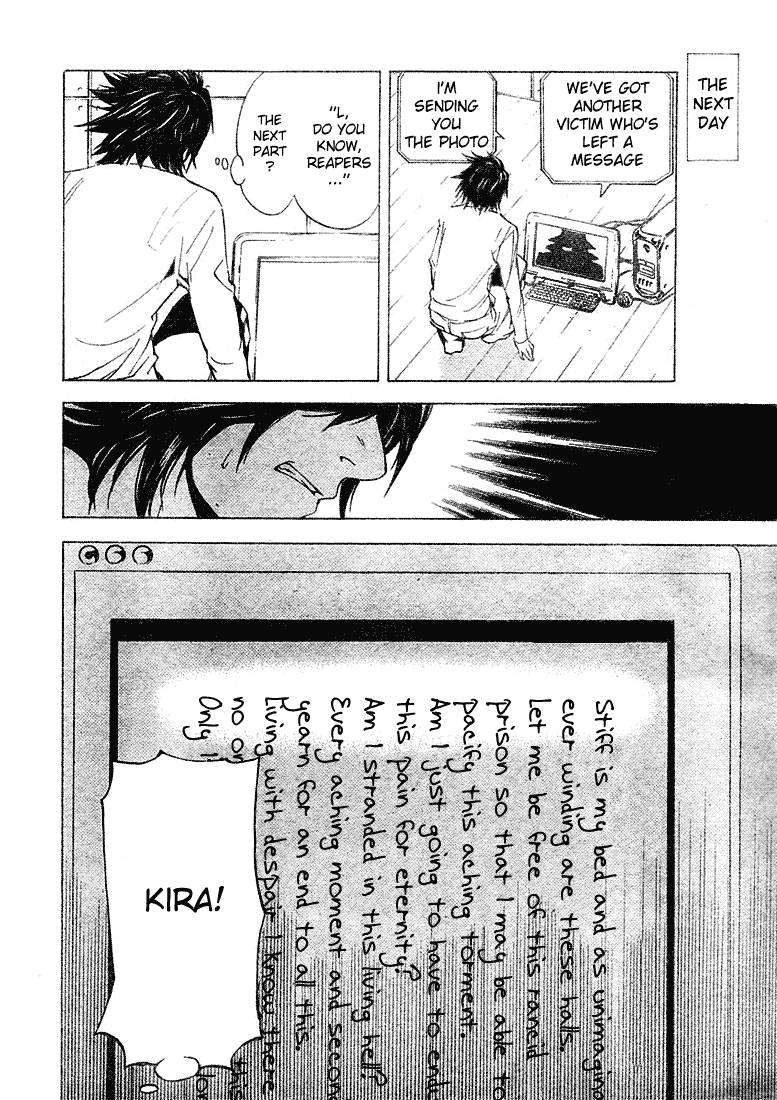 THE
NEXT
DAY
WE'VE GOT
ANOTHER
VICTIM WHO'S
LEFT A
MESSAGE
I'M
SENDING
YOU
THE PHOTO
"L,
DO YOU
KNOW,
REAPERS
..."
THE
NEXT
PART
?
Stiff is my bed and as unimagina
ever winding are these halls.
Let me be free of this rancid
prison so that I may be able to
pacify this aching torment.
Am I just going to have to end
this pain for eternity?
Am I stranded in this living hell?
Every aching moment and second
yearn for an end to all this.
Living with despair I know there
no on this
Only I
KIRA!